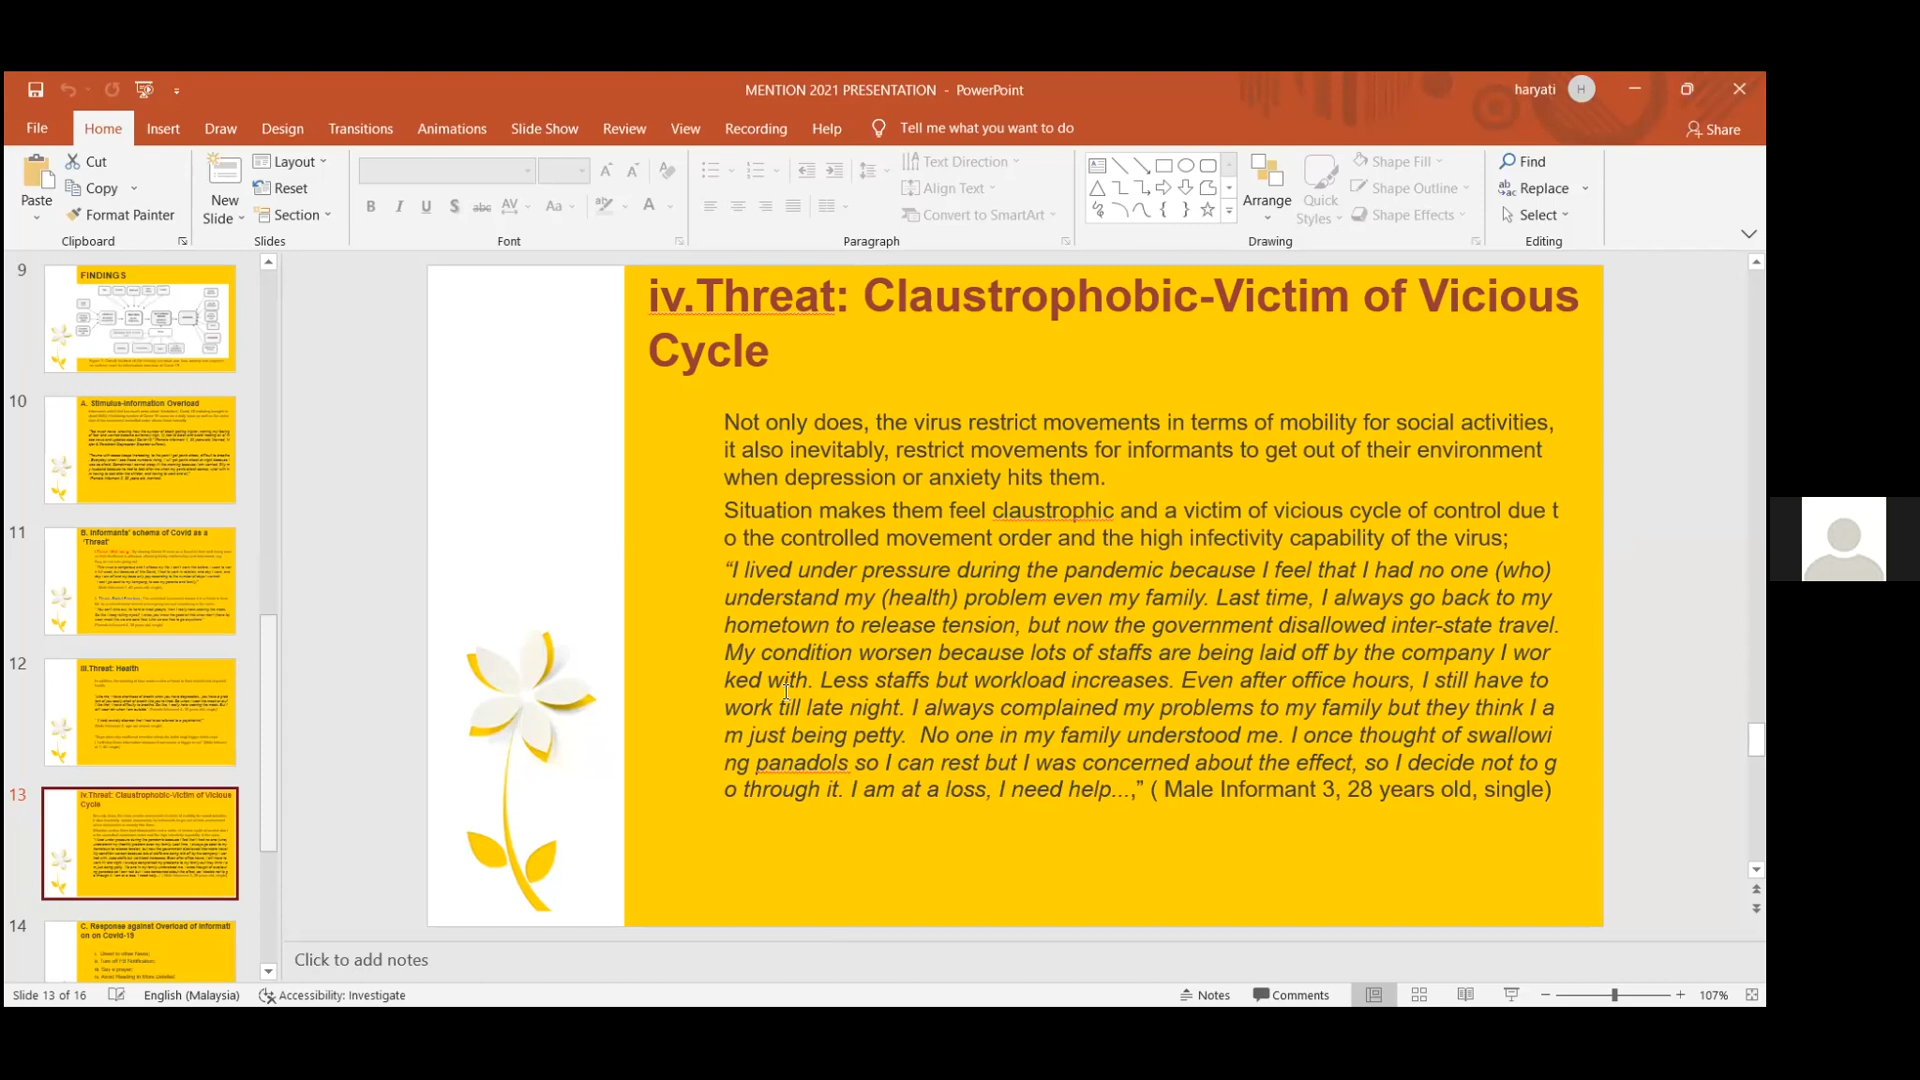 MENTION 2021 PRESENTATION - PowerPoint
haryati
H
File
Home
Insert
Draw
Design
Transitions
Animations
Slide Show
Review
View
Recording
Help
Tell me what you want to do
Share
Paste
Cut
Copy
Format Painter
Clipboard
New
Slide
Layout
Reset
Section
Slides
Font
Text Direction
Align Text
Convert to SmartArt
Paragraph
Arrange
Quick
Styles
Shape Fill
Shape Outline
Shape Effects
Drawing
Find
Replace
Select
Editing
9
FINDINGS
10
A. Stimulus-Information Overload
11
B. Informants' schema of Covid as a
'Threat'
12
iii.Threat: Health
13
iv.Threat: Claustrophobic-Victim of Vicious
Cycle
14
C. Response against Overload of Informati
on on Covid-19
iv.Threat: Claustrophobic-Victim of Vicious
Cycle
Not only does, the virus restrict movements in terms of mobility for social activities,
it also inevitably, restrict movements for informants to get out of their environment
when depression or anxiety hits them.
Situation makes them feel claustrophic and a victim of vicious cycle of control due t
o the controlled movement order and the high infectivity capability of the virus;
“I lived under pressure during the pandemic because I feel that I had no one (who)
understand my (health) problem even my family. Last time, I always go back to my
hometown to release tension, but now the government disallowed inter-state travel.
My condition worsen because lots of staffs are being laid off by the company I wor
ked with. Less staffs but workload increases. Even after office hours, I still have to
work till late night. I always complained my problems to my family but they think I a
m just being petty.  No one in my family understood me. I once thought of swallowi
ng panadols so I can rest but I was concerned about the effect, so I decide not to g
o through it. I am at a loss, I need help...,” ( Male Informant 3, 28 years old, single)
Click to add notes
Slide 13 of 16
English (Malaysia)
Accessibility: Investigate
Notes
Comments
107%